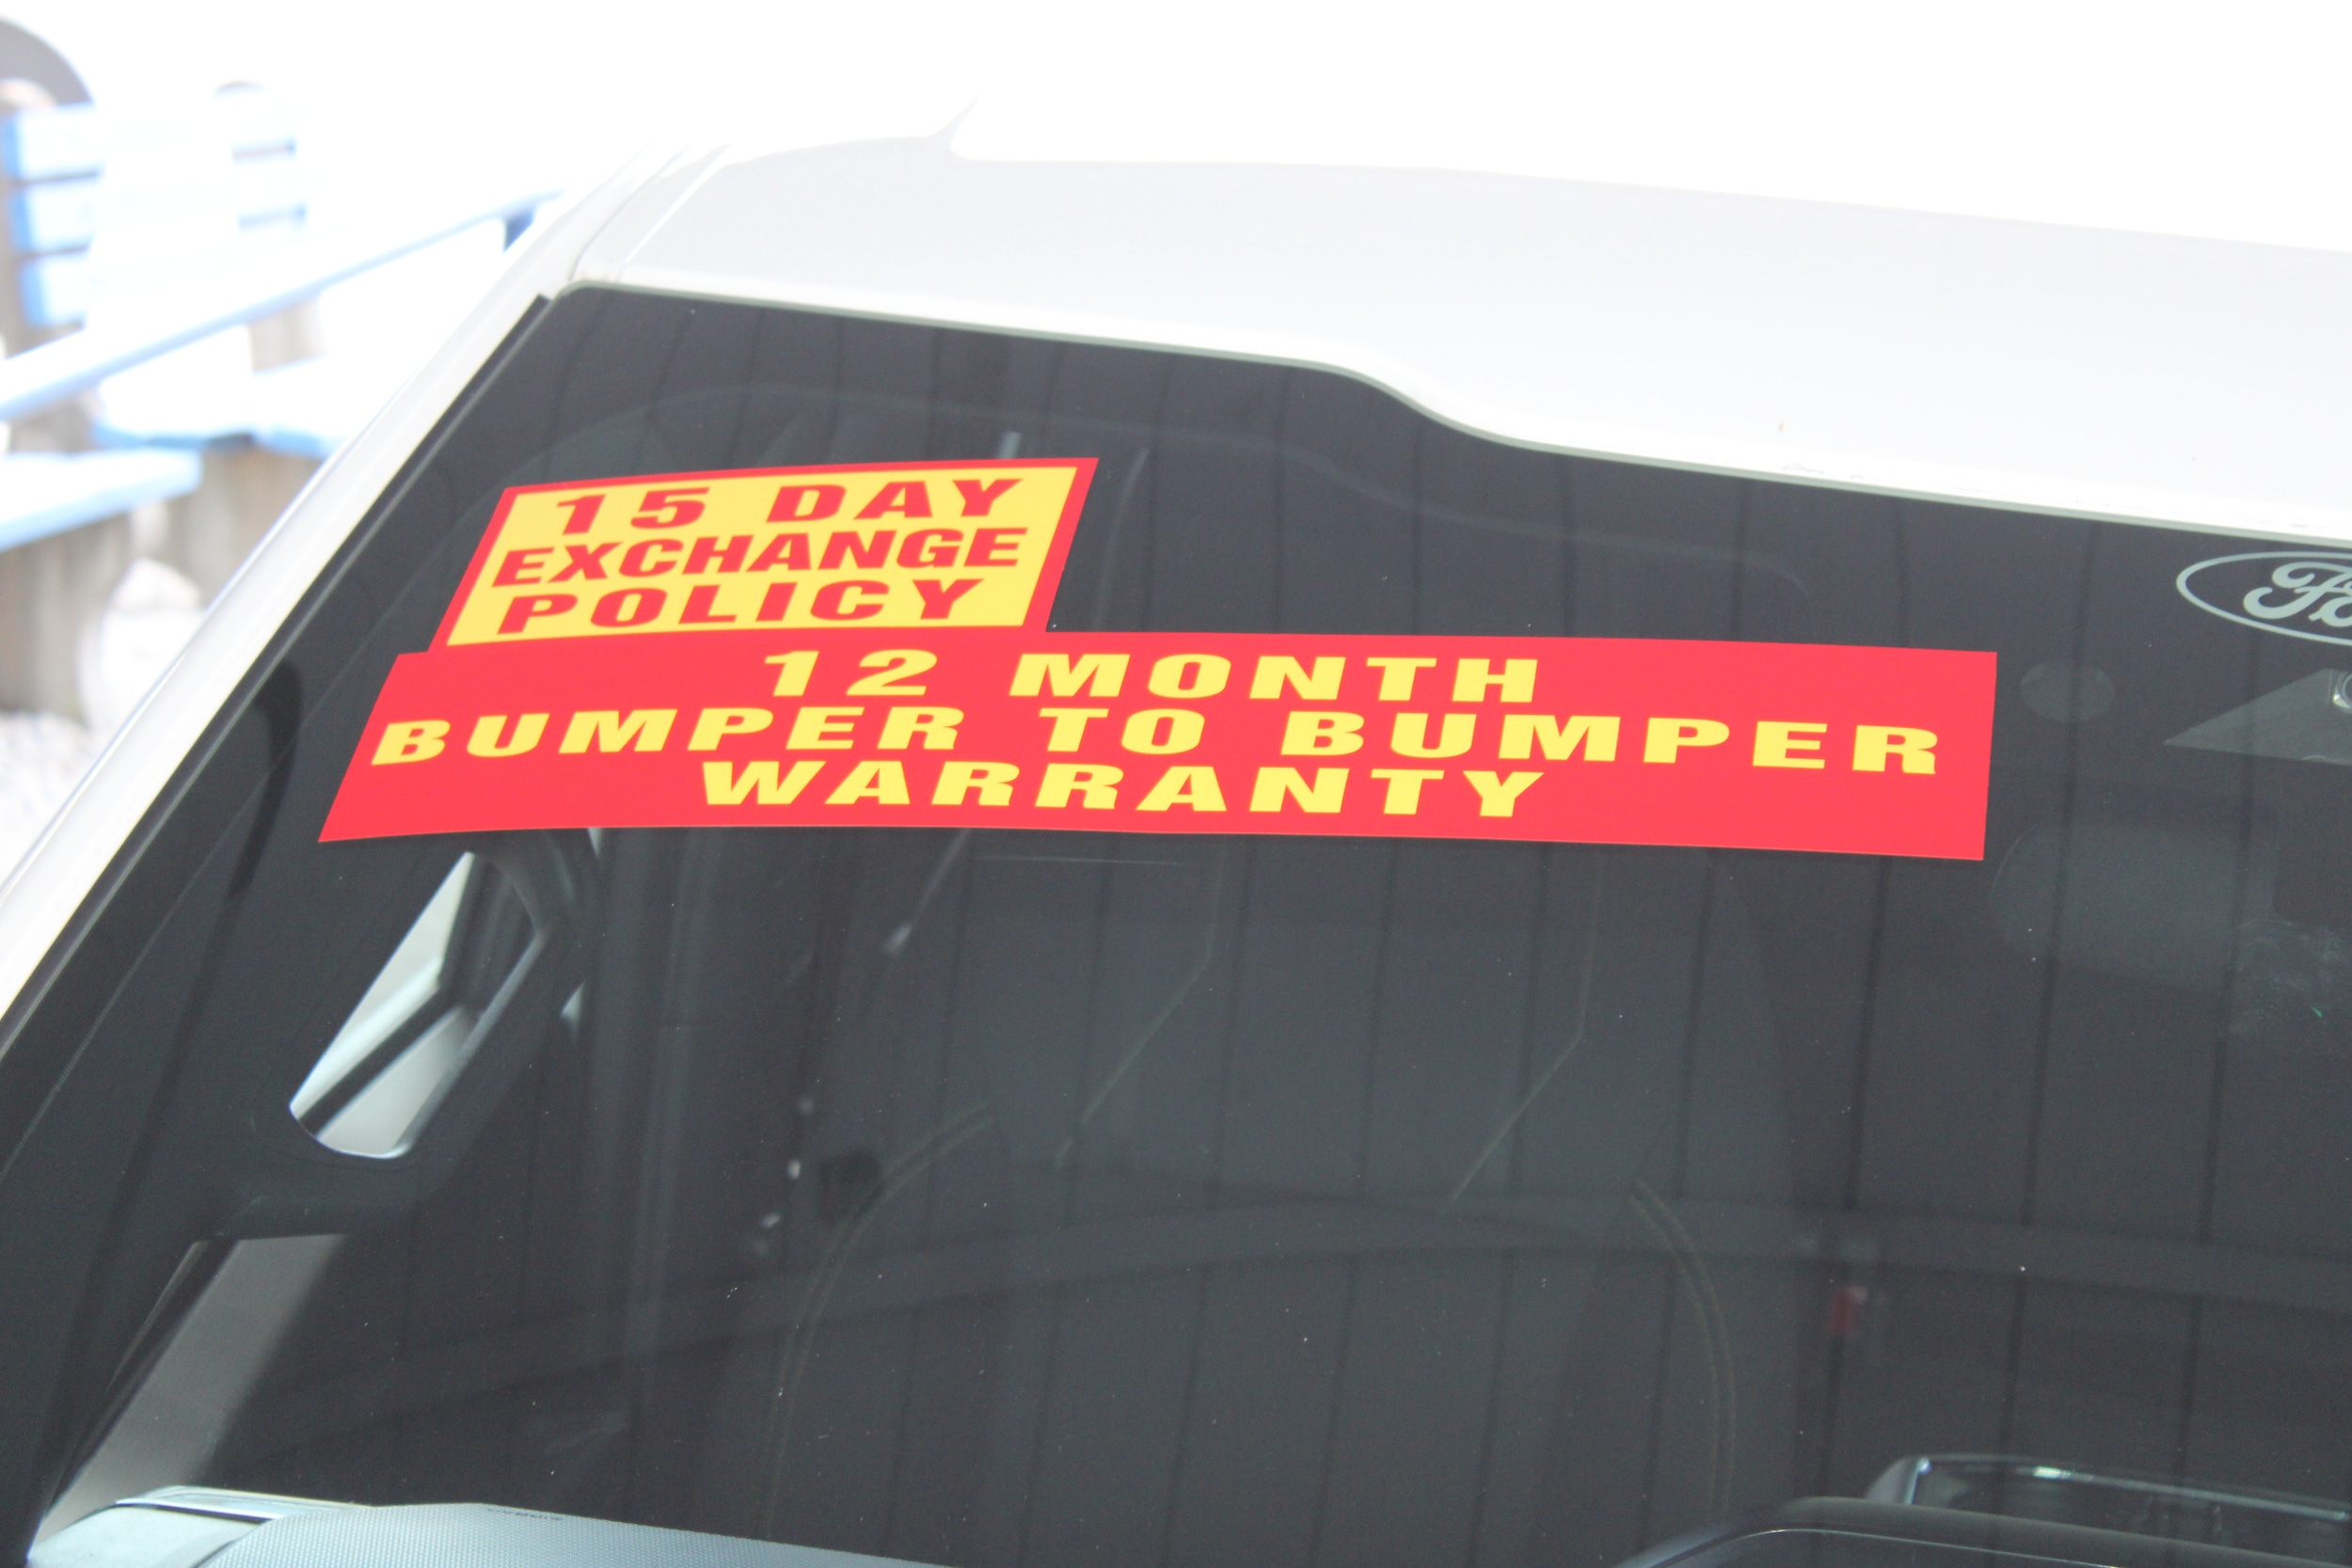 15 DAY
EXCHANGE
POLICY
12 MONTH
BUMPER TO BUMPER
WARRANTY